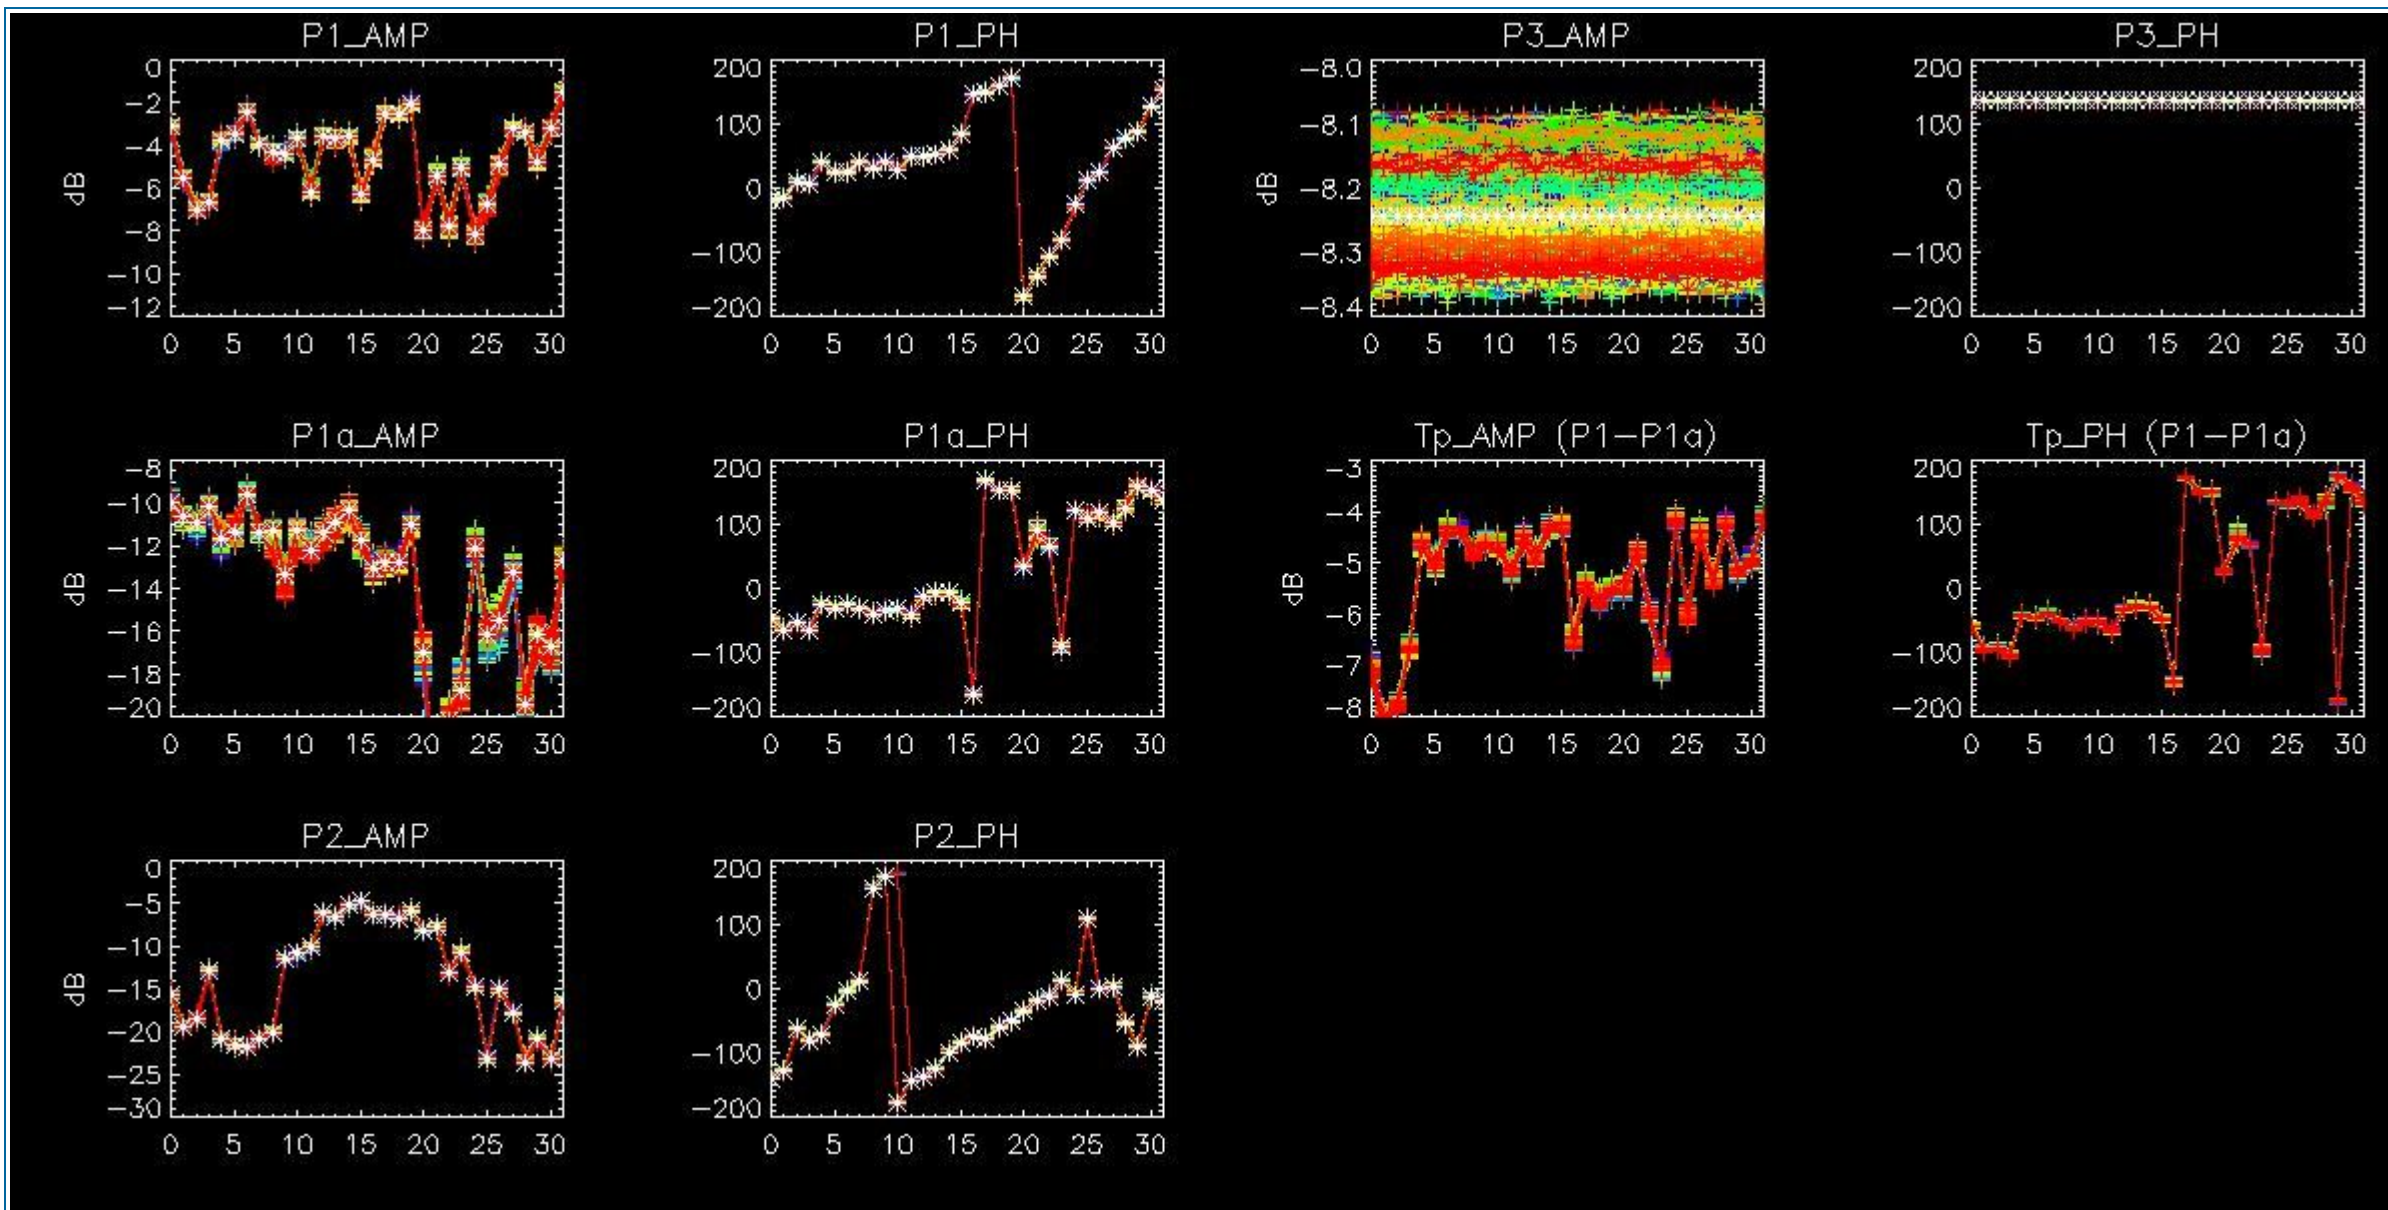 P1_AMP
P1_PH
P3_AMP
P3_PH
0
−2
−4
−6
−8
−10
−12
dB
0 5 10 15 20 25 30
200
100
0
−100
−200
0 5 10 15 20 25 30
−8.0
−8.1
−8.2
−8.3
−8.4
dB
0 5 10 15 20 25 30
200
100
0
−100
−200
0 5 10 15 20 25 30
P1a_AMP
P1a_PH
Tp_AMP (P1−P1a)
Tp_PH (P1−P1a)
−8
−10
−12
−14
−16
−18
−20
dB
0 5 10 15 20 25 30
200
100
0
−100
−200
0 5 10 15 20 25 30
−3
−4
−5
−6
−7
−8
dB
0 5 10 15 20 25 30
200
100
0
−100
−200
0 5 10 15 20 25 30
P2_AMP
P2_PH
0
−5
−10
−15
−20
−25
−30
dB
0 5 10 15 20 25 30
200
100
0
−100
−200
0 5 10 15 20 25 30